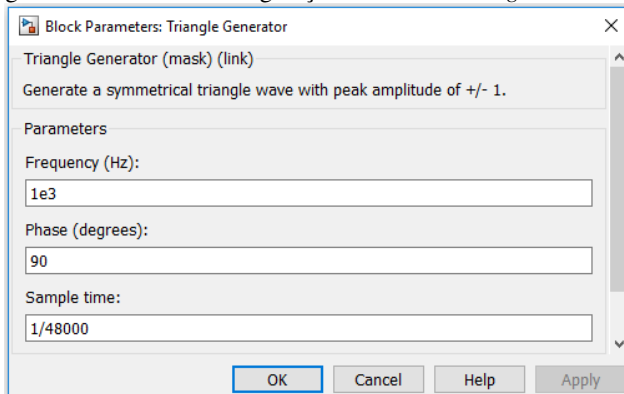 Block Parameters: Triangle Generator
Triangle Generator (mask) (link)
Generate a symmetrical triangle wave with peak amplitude of +/- 1.
Parameters
Frequency (Hz):
1e3
Phase (degrees):
90
Sample time:
1/48000
OK Cancel Help Apply